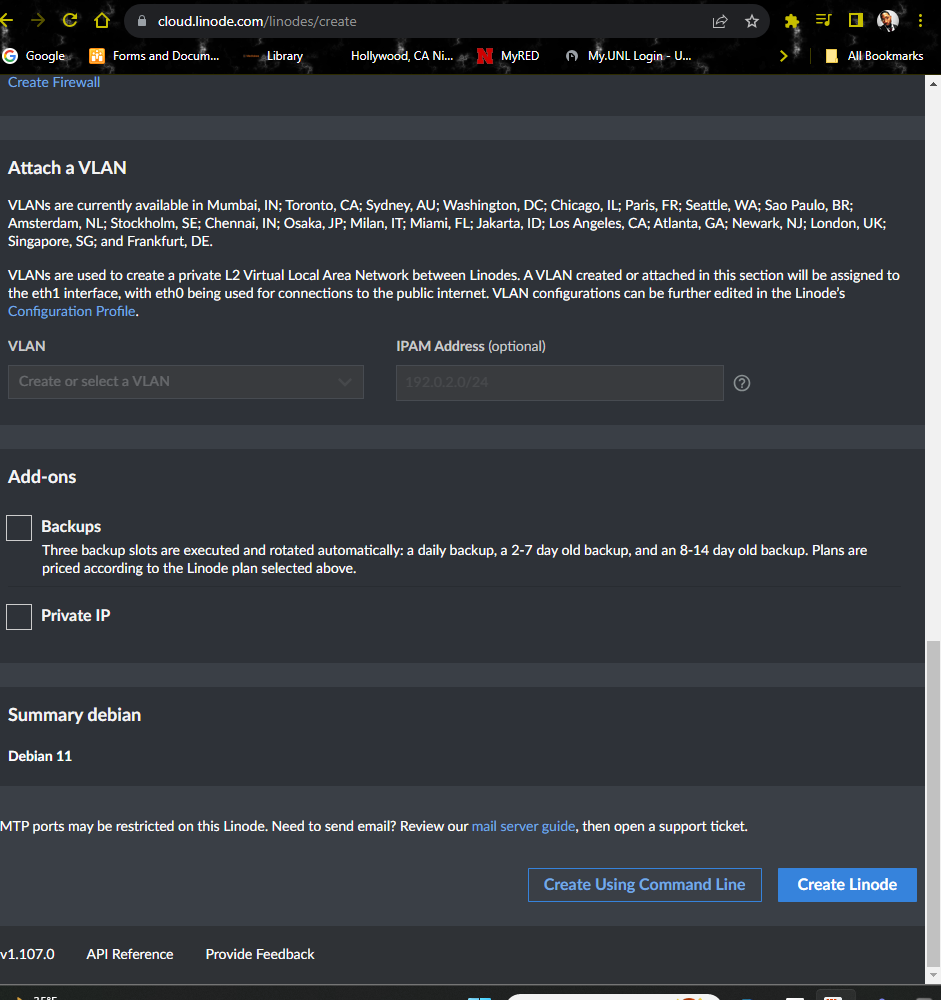 cloud.linode.com/linodes/create
Google Forms and Docum... Library Hollywood, CA Ni... MyRED My.UNL Login - U... All Bookmarks
Create Firewall
Attach a VLAN
VLANs are currently available in Mumbai, IN; Toronto, CA; Sydney, AU; Washington, DC; Chicago, IL; Paris, FR; Seattle, WA; Sao Paulo, BR;
Amsterdam, NL; Stockholm, SE; Chennai, IN; Osaka, JP; Milan, IT; Miami, FL; Jakarta, ID; Los Angeles, CA; Atlanta, GA; Newark, NJ; London, UK;
Singapore, SG; and Frankfurt, DE.
VLANs are used to create a private L2 Virtual Local Area Network between Linodes. A VLAN created or attached in this section will be assigned to
the eth1 interface, with eth0 being used for connections to the public internet. VLAN configurations can be further edited in the Linode's
Configuration Profile.
VLAN IPAM Address (optional)
Create or select a VLAN 192.0.2.0/24
Add-ons
Backups
Three backup slots are executed and rotated automatically: a daily backup, a 2-7 day old backup, and an 8-14 day old backup. Plans are
priced according to the Linode plan selected above.
Private IP
Summary debian
Debian 11
MTP ports may be restricted on this Linode. Need to send email? Review our mail server guide, then open a support ticket.
Create Using Command Line Create Linode
v1.107.0 API Reference Provide Feedback